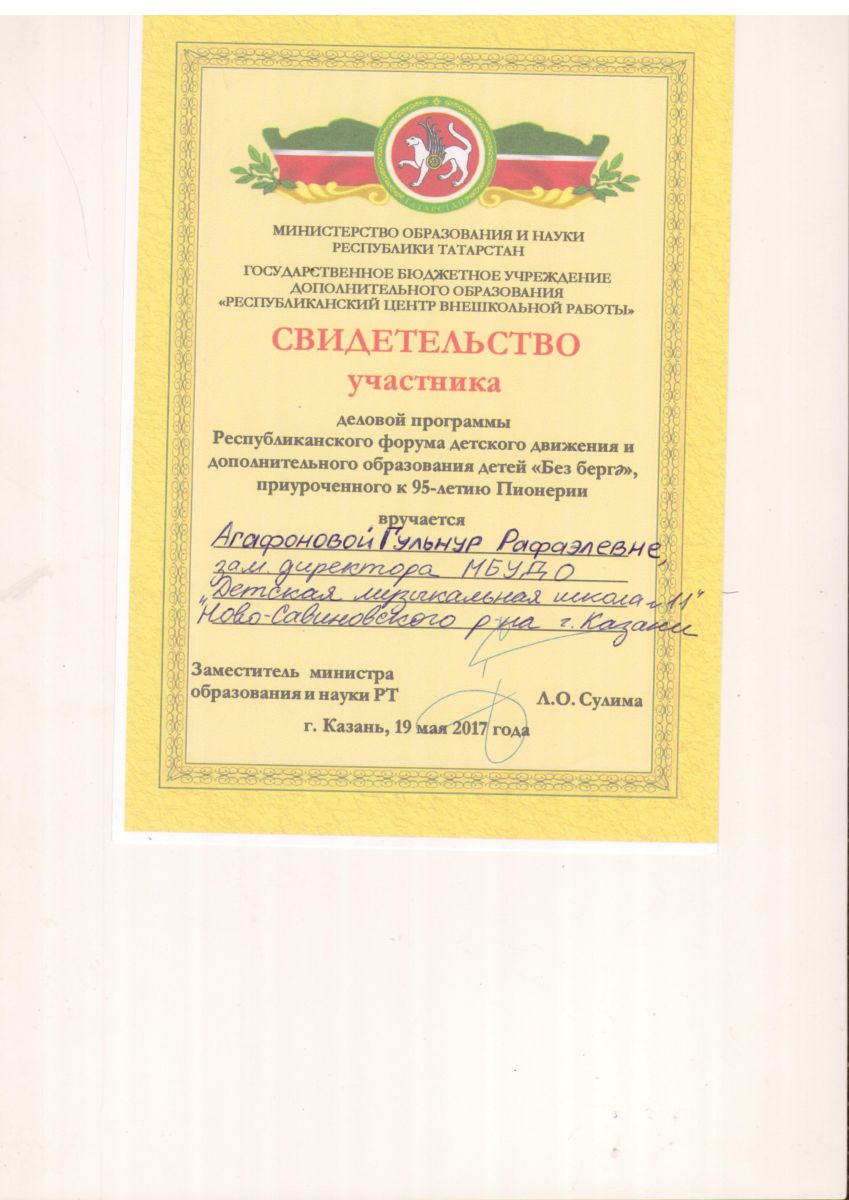 ТАТАРСТАН
МИНИСТЕРСТВО ОБРАЗОВАНИЯ И НАУКИ
РЕСПУБЛИКИ ТАТАРСТАН
ГОСУДАРСТВЕННОЕ БЮДЖЕТНОЕ УЧРЕЖДЕНИЕ
ДОПОЛНИТЕЛЬНОГО ОБРАЗОВАНИЯ
«РЕСПУБЛИКАНСКИЙ ЦЕНТР ВНЕШКОЛЬНОЙ РАБОТЫ»
СВИДЕТЕЛЬСТВО
участника
деловой программы
Республиканского форума детского движения и
дополнительного образования детей «Без бергә»,
приуроченного к 95-летию Пионерии
вручается
Агафоновой Гульнур Рафаэлевне,
зам. директора МБУДО
„Детская музыкальная школа №11"
Ново-Савиновского р-на г. Казани
Заместитель министра
образования и науки РТ Л.О. Сулима
г. Казань, 19 мая 2017 года